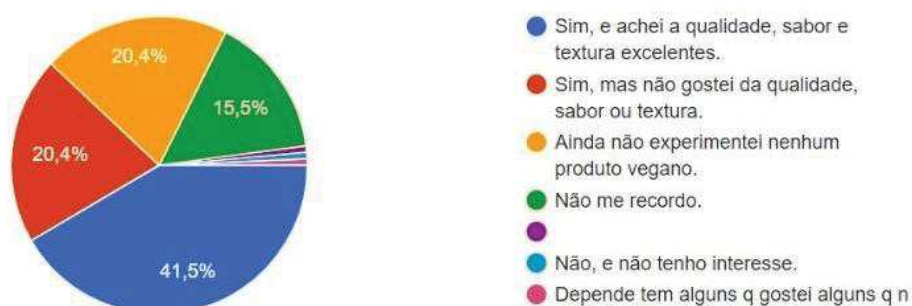 20,4%
15,5%
20,4%
41,5%
Sim, e achei a qualidade, sabor e
textura excelentes.
Sim, mas não gostei da qualidade,
sabor ou textura.
Ainda não experimentei nenhum
produto vegano.
Não me recordo.
Não, e não tenho interesse.
Depende tem alguns q gostei alguns q n